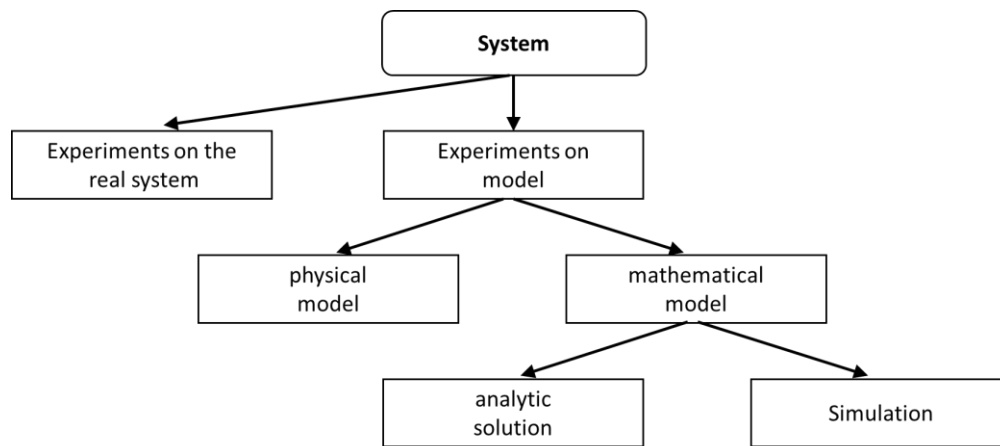 System
Experiments on the
real system
Experiments on
model
physical
model
mathematical
model
analytic
solution
Simulation